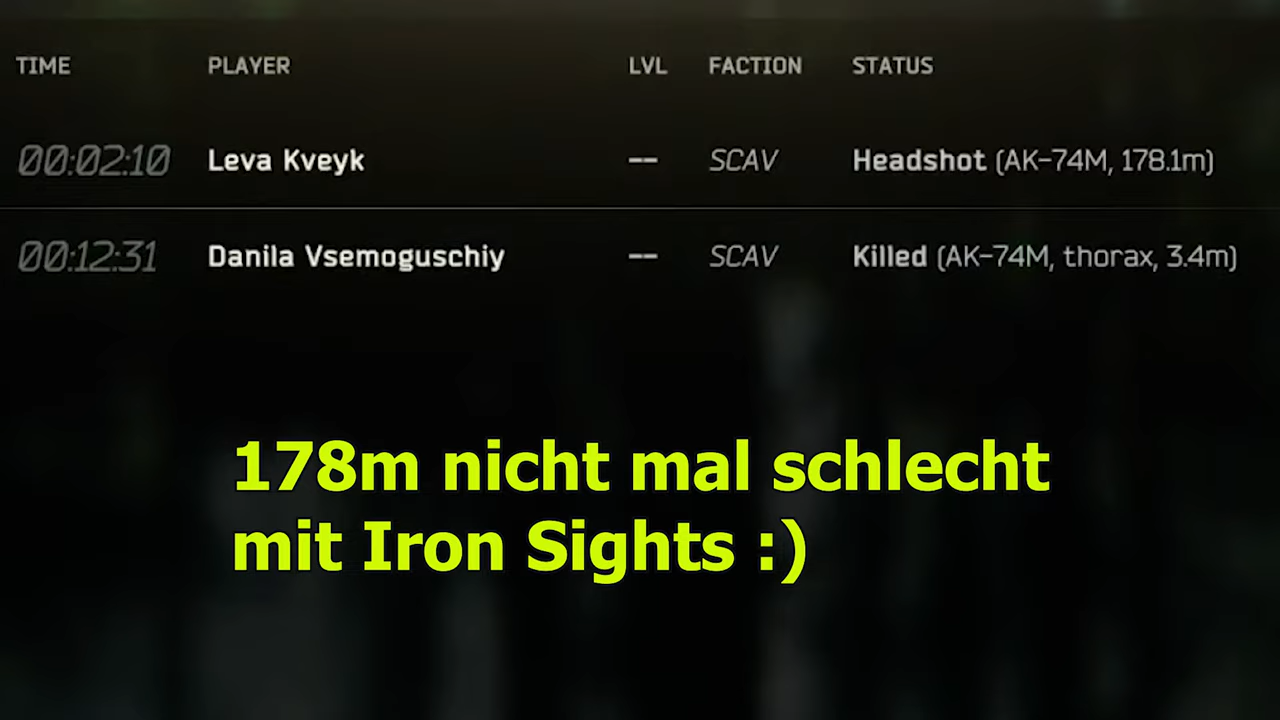 TIME PLAYER LVL FACTION STATUS
00:02:10 Leva Kveyk -- SCAV Headshot (AK-74M, 178.1m)
00:12:31 Danila Vsemoguschiy -- SCAV Killed (AK-74M, thorax, 3.4m)
178m nicht mal schlecht
mit Iron Sights :)